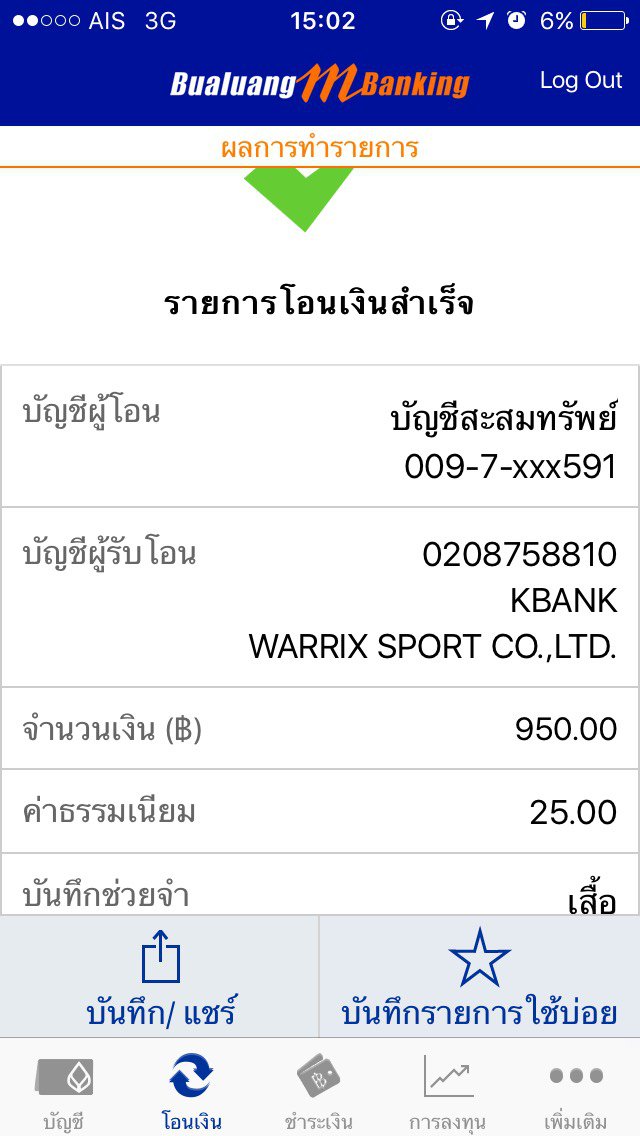 AIS 3G 15:02 6%
Bualuang mBanking Log Out
ผลการทำรายการ
รายการโอนเงินสำเร็จ
บัญชีผู้โอน บัญชีสะสมทรัพย์
009-7-xxx591
บัญชีผู้รับโอน 0208758810
KBANK
WARRIX SPORT CO.,LTD.
จำนวนเงิน (฿) 950.00
ค่าธรรมเนียม 25.00
บันทึกช่วยจำ เสื้อ
บันทึก/ แชร์ บันทึกรายการใช้บ่อย
บัญชี โอนเงิน ชำระเงิน การลงทุน เพิ่มเติม